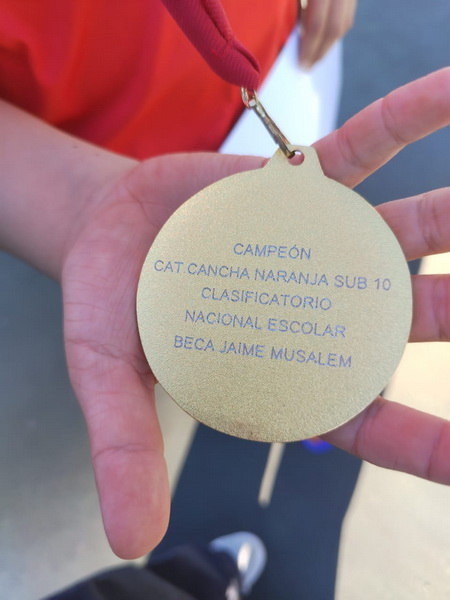 CAMPEÓN
CAT CANCHA NARANJA SUB 10
CLASIFICATORIO
NACIONAL ESCOLAR
BECA JAIME MUSALEM